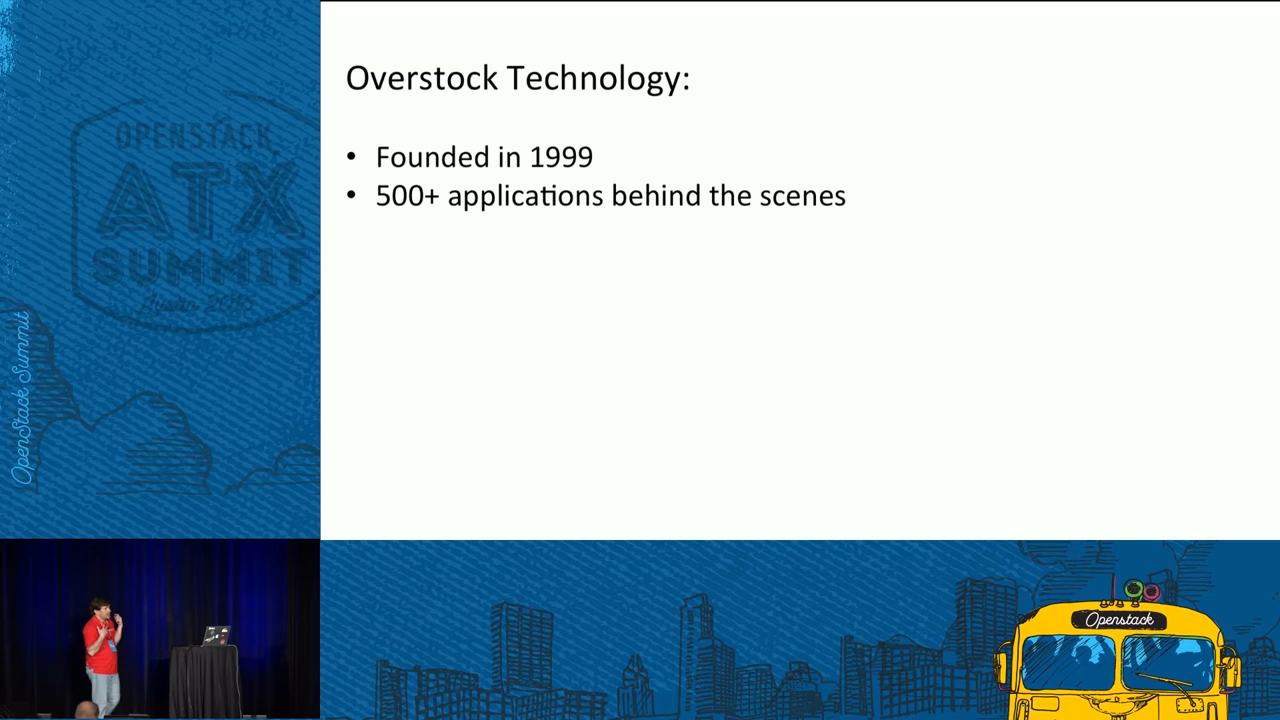 Overstock Technology:
• Founded in 1999
• 500+ applications behind the scenes
OPENSTACK
ATX
SUMMIT
Austin 2016
OpenStack Summit
Openstack